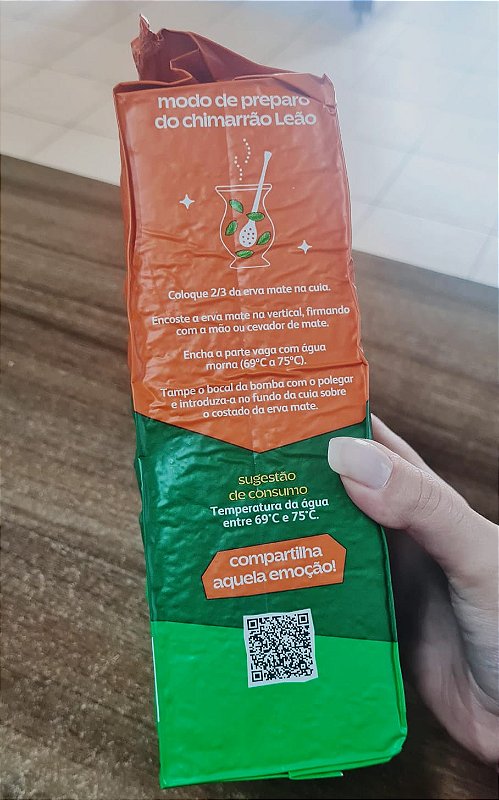 modo de preparo
do chimarrão Leão
Coloque 2/3 da erva mate na cuia.
Encoste a erva mate na vertical, firmando
com a mão ou cevador de mate.
Encha a parte vaga com água
morna (69°C a 75°C).
Tampe o bocal da bomba com o polegar
e introduza-a no fundo da cuia sobre
o costado da erva mate.
sugestão
de consumo
Temperatura da água
entre 69°C e 75°C.
compartilha
aquela emoção!